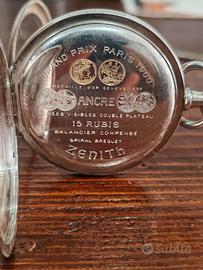 GRAND PRIX PARIS 1900
MEDAILLE D'OR GENEVE 1896
ANCRE
LEVEES VISIBLES DOUBLE PLATEAU
15 RUBIS
BALANCIER COMPENSÉ
SPIRAL BREGUET
ZENITH
subito